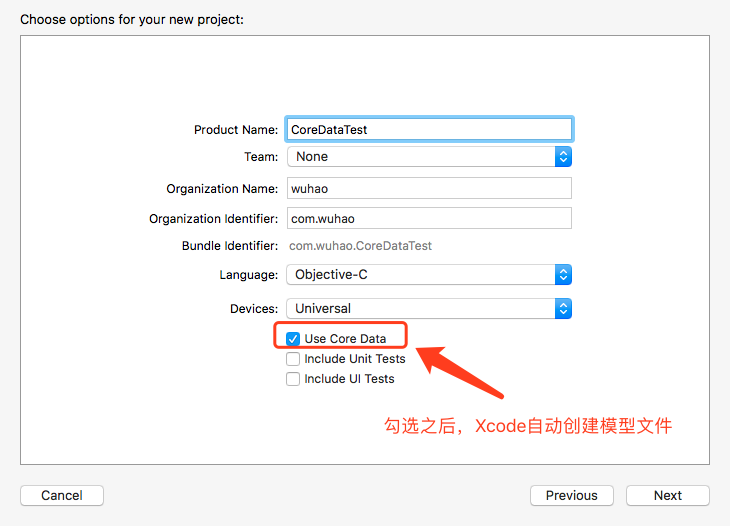 Choose options for your new project:
Product Name: CoreDataTest
Team: None
Organization Name: wuhao
Organization Identifier: com.wuhao
Bundle Identifier: com.wuhao.CoreDataTest
Language: Objective-C
Devices: Universal
Use Core Data
Include Unit Tests
Include UI Tests
勾选之后，Xcode自动创建模型文件
Cancel Previous Next